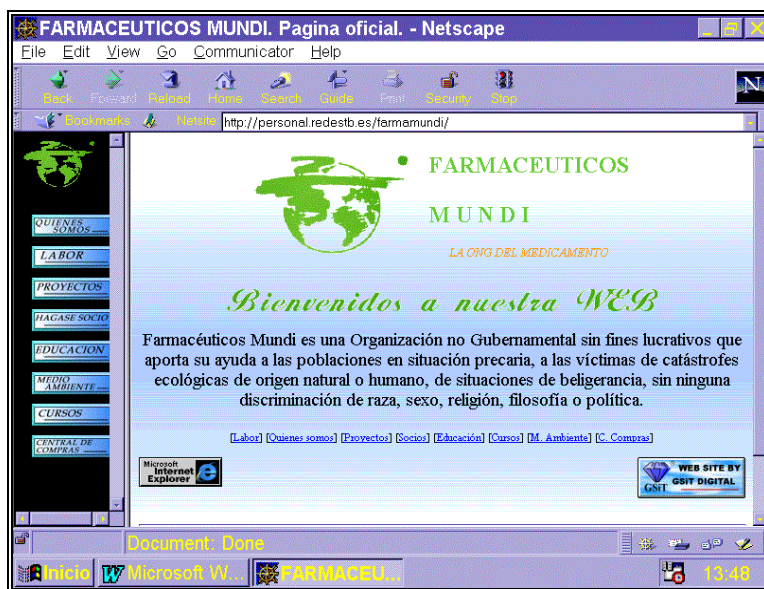 FARMACEUTICOS MUNDI. Pagina oficial. - Netscape
File Edit View Go Communicator Help
Back Forward Reload Home Search Guide Print Security Stop
N
Bookmarks Netsite: http://personal.redestb.es/farmamundi/
QUIENES
SOMOS
LABOR
PROYECTOS
HAGASE SOCIO
EDUCACION
MEDIO
AMBIENTE
CURSOS
CENTRAL DE
COMPRAS
FARMACEUTICOS
MUNDI
LA ONG DEL MEDICAMENTO
Bienvenidos a nuestra WEB
Farmacéuticos Mundi es una Organización no Gubernamental sin fines lucrativos que
aporta su ayuda a las poblaciones en situación precaria, a las víctimas de catástrofes
ecológicas de origen natural o humano, de situaciones de beligerancia, sin ninguna
discriminación de raza, sexo, religión, filosofía o política.
[Labor] [Quienes somos] [Proyectos] [Socios] [Educación] [Cursos] [M. Ambiente] [C. Compras]
Microsoft
Internet
Explorer
WEB SITE BY
GSiT DIGITAL
GSiT
Document: Done
Inicio Microsoft W... FARMACEU... 13:48